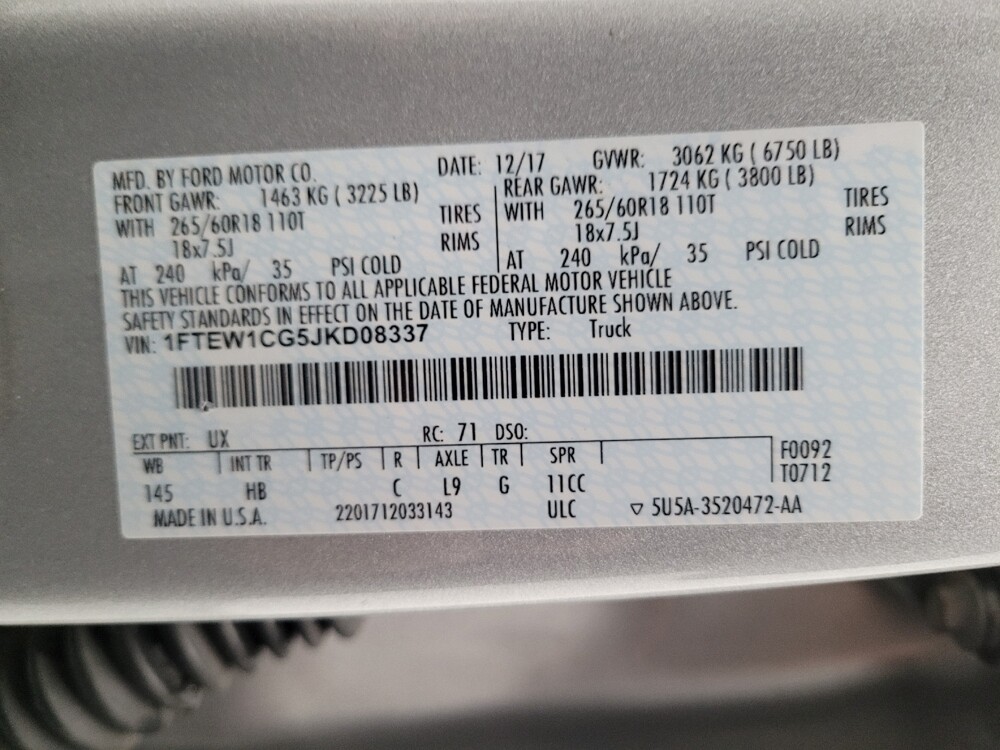 MFD. BY FORD MOTOR CO. DATE: 12/17 GVWR: 3062 KG ( 6750 LB)
FRONT GAWR: 1463 KG ( 3225 LB) REAR GAWR: 1724 KG ( 3800 LB)
WITH 265/60R18 110T TIRES WITH 265/60R18 110T TIRES
18x7.5J RIMS 18x7.5J RIMS
AT 240 kPa/ 35 PSI COLD AT 240 kPa/ 35 PSI COLD
THIS VEHICLE CONFORMS TO ALL APPLICABLE FEDERAL MOTOR VEHICLE
SAFETY STANDARDS IN EFFECT ON THE DATE OF MANUFACTURE SHOWN ABOVE.
VIN: 1FTEW1CG5JKD08337 TYPE: Truck
EXT PNT: UX RC: 71 DSO:
WB INT TR TP/PS R AXLE TR SPR F0092
T0712
145 HB C L9 G 11CC
MADE IN U.S.A. 2201712033143 ULC ▽ 5U5A-3520472-AA